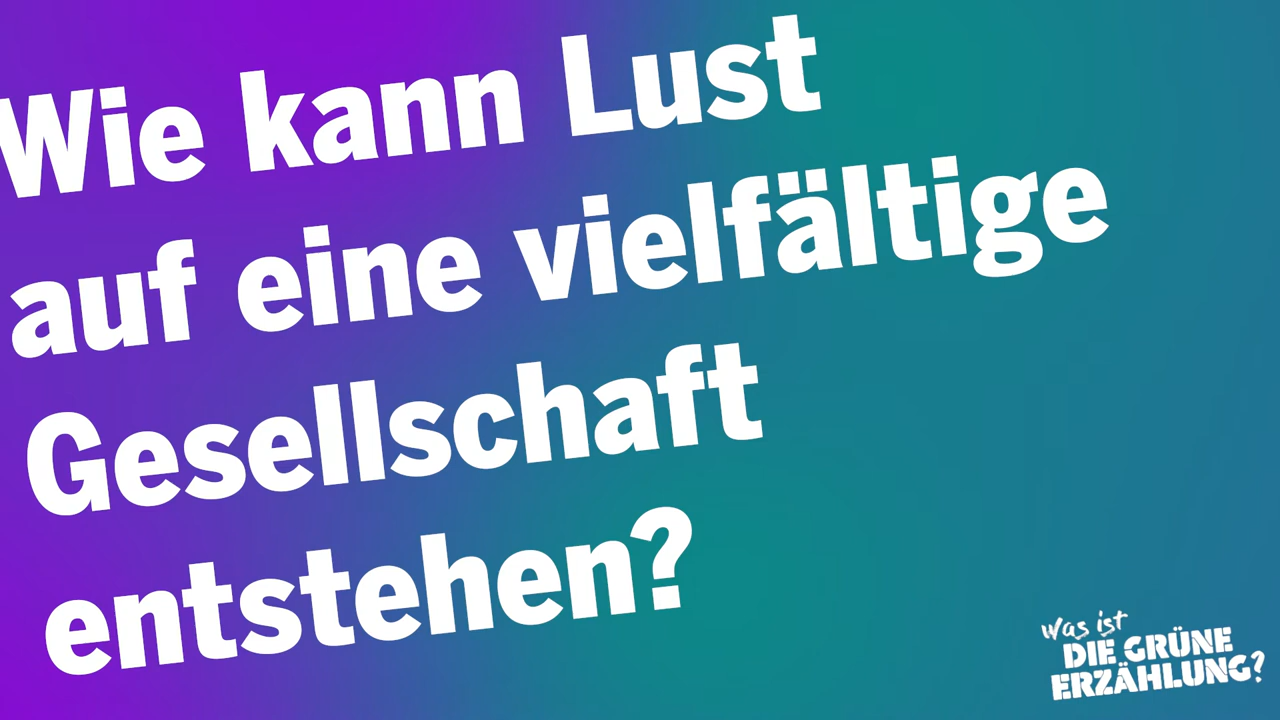 Wie kann Lust
auf eine vielfältige
Gesellschaft
entstehen?
Was ist
DIE GRÜNE
ERZÄHLUNG?